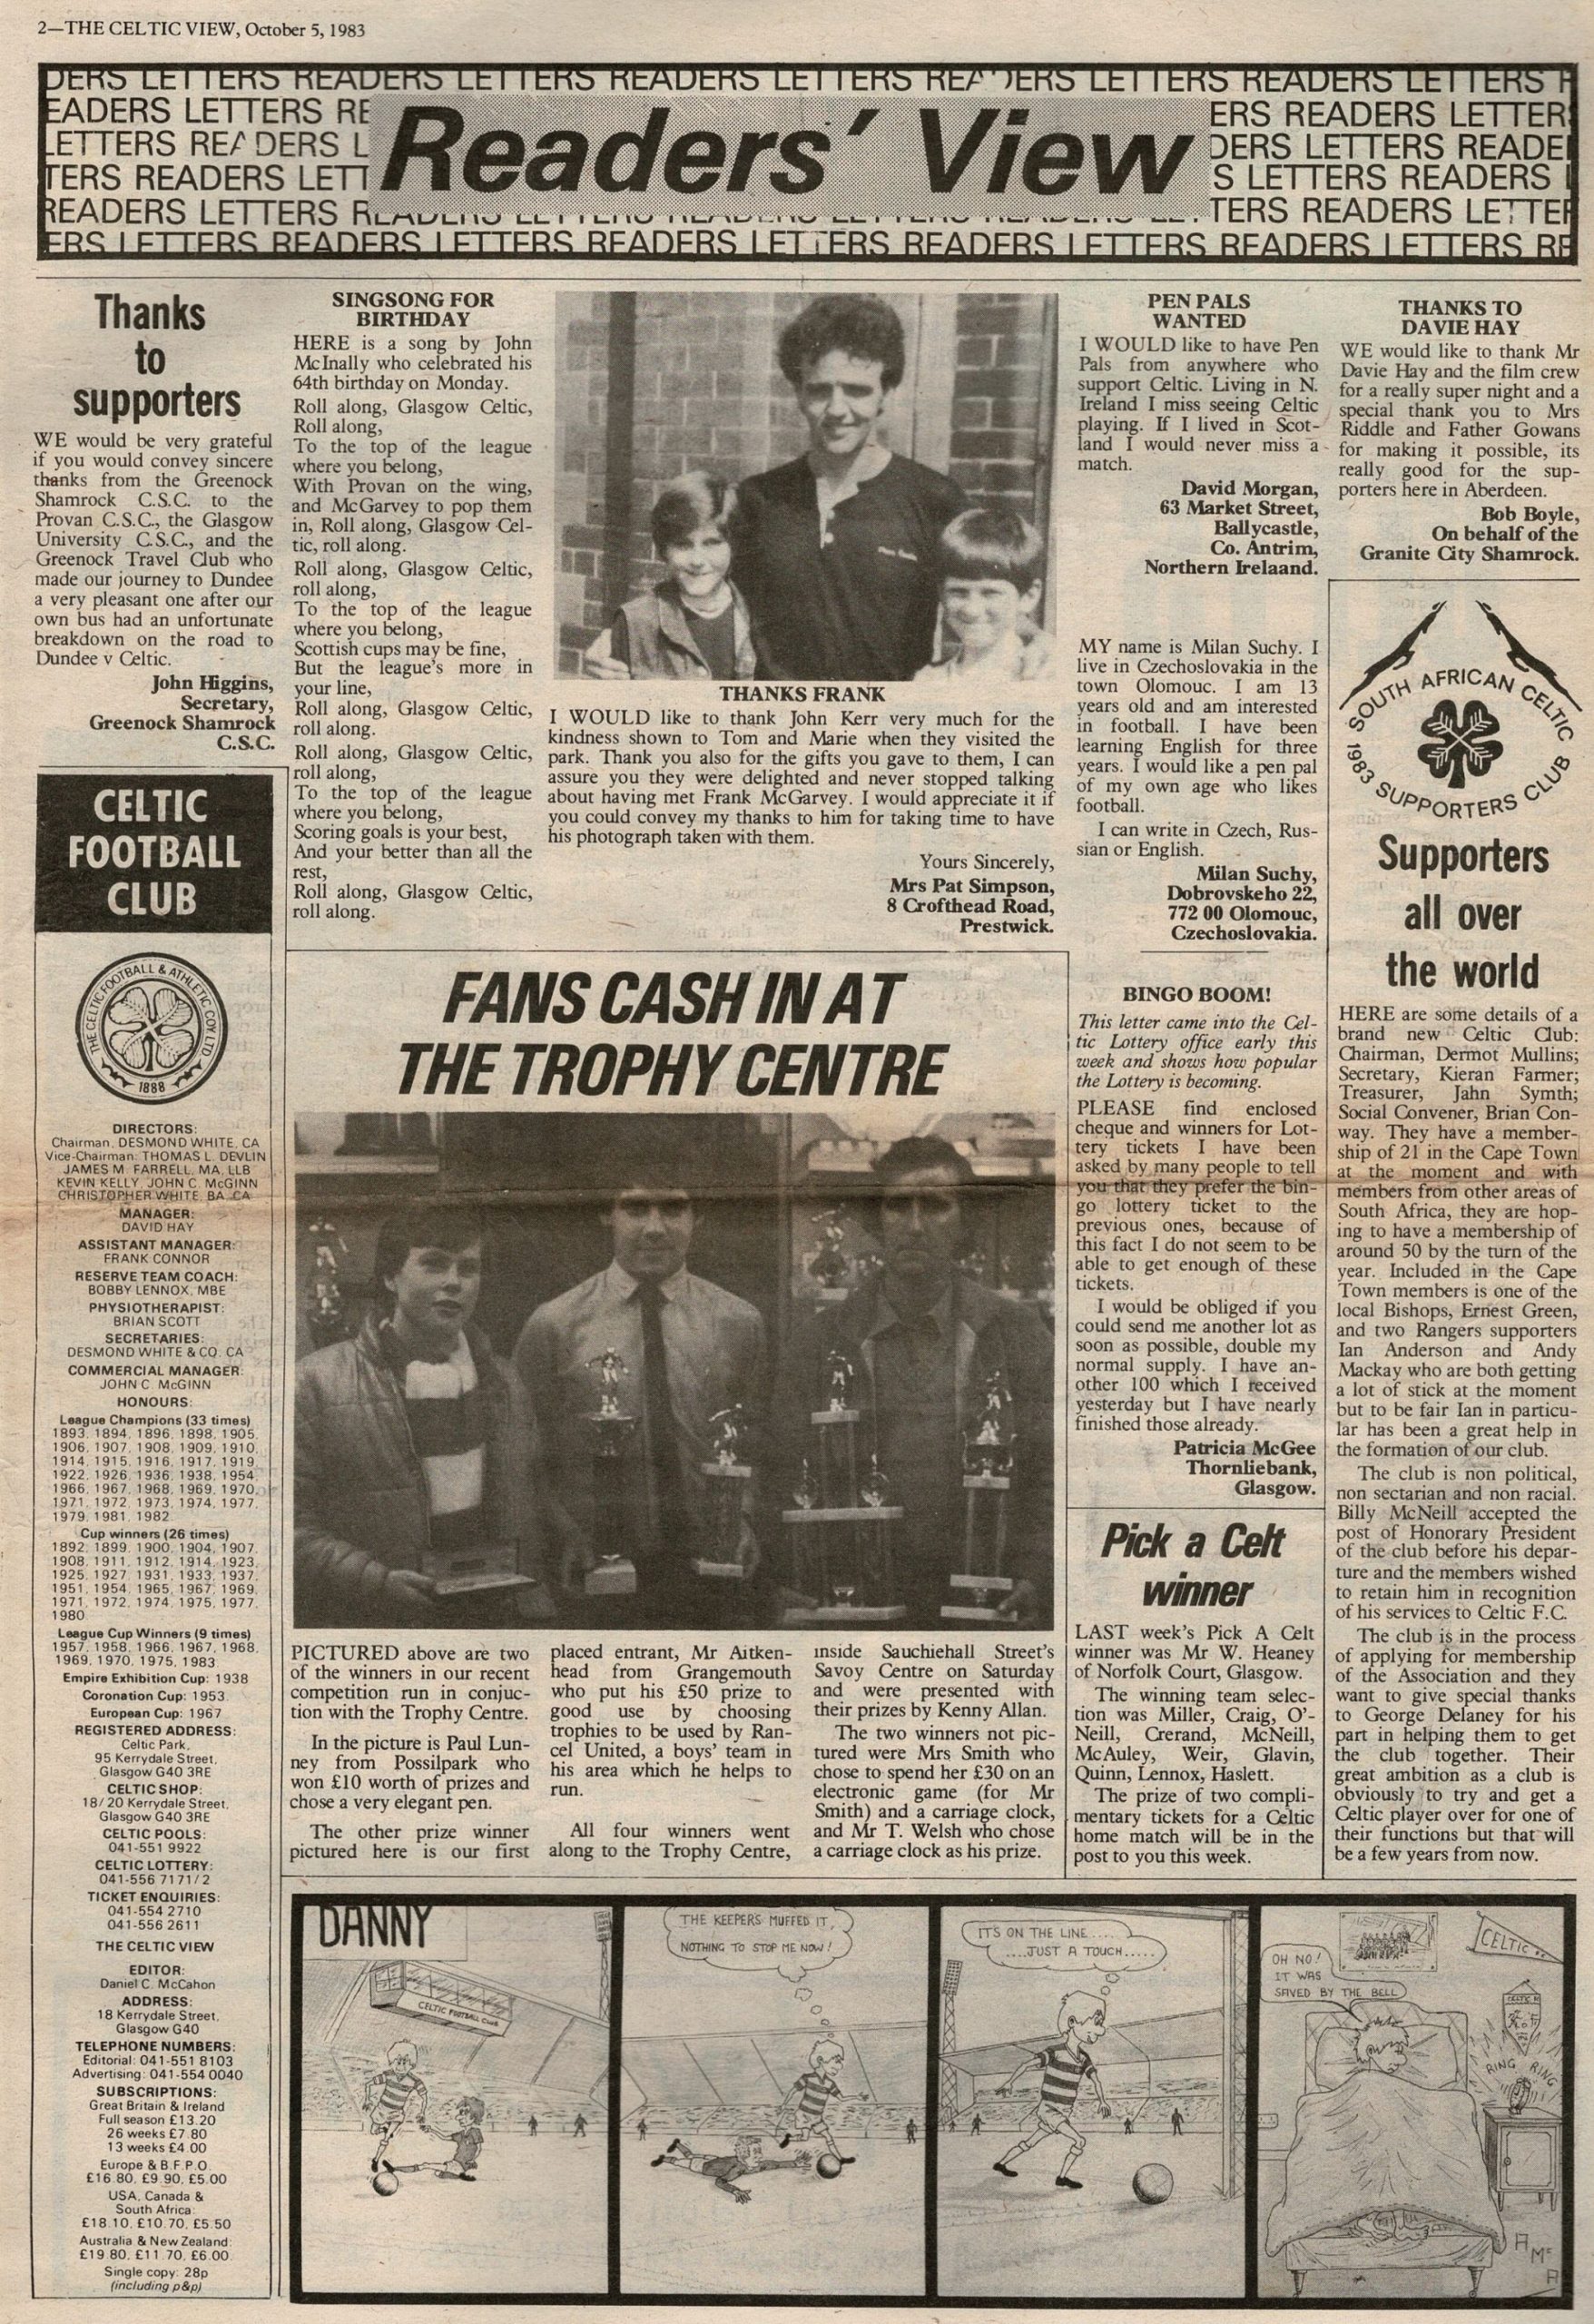 2—THE CELTIC VIEW, October 5, 1983
DERS LETTERS READERS LETTERS READERS LETTERS REA DERS LETTERS READERS LETTERS R
EADERS LETTERS RE
ERS READERS LETTER
LETTERS REA DERS L
DERS LETTERS READE
TERS READERS LETT
S LETTERS READERS L
READERS LETTERS READERS LETTERS READERS LETTERS READERS LETTERS READERS LETTER
ERS LETTERS READERS LETTERS READERS LETTERS READERS LETTERS READERS LETTERS RE
Readers' View
Thanks
to
supporters
WE would be very grateful
if you would convey sincere
thanks from the Greenock
Shamrock C.S.C. to the
Provan C.S.C., the Glasgow
University C.S.C., and the
Greenock Travel Club who
made our journey to Dundee
a very pleasant one after our
own bus had an unfortunate
breakdown on the road to
Dundee v Celtic.
John Higgins,
Secretary,
Greenock Shamrock
C.S.C.
CELTIC
FOOTBALL
CLUB
THE CELTIC FOOTBALL & ATHLETIC COY. LTD
1888
DIRECTORS:
Chairman, DESMOND WHITE, CA
Vice-Chairman: THOMAS L. DEVLIN
JAMES M. FARRELL, MA, LLB
KEVIN KELLY, JOHN C. McGINN
CHRISTOPHER WHITE, BA, CA
MANAGER:
DAVID HAY
ASSISTANT MANAGER:
FRANK CONNOR
RESERVE TEAM COACH:
BOBBY LENNOX, MBE
PHYSIOTHERAPIST:
BRIAN SCOTT
SECRETARIES:
DESMOND WHITE & CO. CA
COMMERCIAL MANAGER:
JOHN C. McGINN
HONOURS:
League Champions (33 times)
1893, 1894, 1896, 1898, 1905,
1906, 1907, 1908, 1909, 1910,
1914, 1915, 1916, 1917, 1919,
1922, 1926, 1936, 1938, 1954,
1966, 1967, 1968, 1969, 1970,
1971, 1972, 1973, 1974, 1977,
1979, 1981, 1982
Cup winners (26 times)
1892, 1899, 1900, 1904, 1907,
1908, 1911, 1912, 1914, 1923,
1925, 1927, 1931, 1933, 1937,
1951, 1954, 1965, 1967, 1969,
1971, 1972, 1974, 1975, 1977,
1980
League Cup Winners (9 times)
1957, 1958, 1966, 1967, 1968,
1969, 1970, 1975, 1983
Empire Exhibition Cup: 1938
Coronation Cup: 1953
European Cup: 1967
REGISTERED ADDRESS:
Celtic Park,
95 Kerrydale Street,
Glasgow G40 3RE
CELTIC SHOP:
18/20 Kerrydale Street,
Glasgow G40 3RE
CELTIC POOLS:
041-551 9922
CELTIC LOTTERY:
041-556 7171/2
TICKET ENQUIRIES:
041-554 2710
041-556 2611
THE CELTIC VIEW
EDITOR:
Daniel C. McCahon
ADDRESS:
18 Kerrydale Street,
Glasgow G40
TELEPHONE NUMBERS:
Editorial: 041-551 8103
Advertising: 041-554 0040
SUBSCRIPTIONS:
Great Britain & Ireland
Full season £13.20
26 weeks £7.80
13 weeks £4.00
Europe & B.F.P.O.
£16.80, £9.90, £5.00
USA, Canada &
South Africa:
£18.10, £10.70, £5.50
Australia & New Zealand:
£19.80, £11.70, £6.00
Single copy: 28p
(including p&p)
SINGSONG FOR
BIRTHDAY
HERE is a song by John
McInally who celebrated his
64th birthday on Monday.
Roll along, Glasgow Celtic,
Roll along,
To the top of the league
where you belong,
With Provan on the wing,
and McGarvey to pop them
in, Roll along, Glasgow Cel-
tic, roll along.
Roll along, Glasgow Celtic,
roll along,
To the top of the league
where you belong,
Scottish cups may be fine,
But the league's more in
your line,
Roll along, Glasgow Celtic,
roll along.
Roll along, Glasgow Celtic,
roll along,
To the top of the league
where you belong,
Scoring goals is your best,
And your better than all the
rest,
Roll along, Glasgow Celtic,
roll along.
THANKS FRANK
I WOULD like to thank John Kerr very much for the
kindness shown to Tom and Marie when they visited the
park. Thank you also for the gifts you gave to them, I can
assure you they were delighted and never stopped talking
about having met Frank McGarvey. I would appreciate it if
you could convey my thanks to him for taking time to have
his photograph taken with them.
Yours Sincerely,
Mrs Pat Simpson,
8 Crofthead Road,
Prestwick.
PEN PALS
WANTED
I WOULD like to have Pen
Pals from anywhere who
support Celtic. Living in N.
Ireland I miss seeing Celtic
playing. If I lived in Scot-
land I would never miss a
match.
David Morgan,
63 Market Street,
Ballycastle,
Co. Antrim,
Northern Irelaand.
MY name is Milan Suchy. I
live in Czechoslovakia in the
town Olomouc. I am 13
years old and am interested
in football. I have been
learning English for three
years. I would like a pen pal
of my own age who likes
football.
I can write in Czech, Rus-
sian or English.
Milan Suchy,
Dobrovskeho 22,
772 00 Olomouc,
Czechoslovakia.
THANKS TO
DAVIE HAY
WE would like to thank Mr
Davie Hay and the film crew
for a really super night and a
special thank you to Mrs
Riddle and Father Gowans
for making it possible, its
really good for the sup-
porters here in Aberdeen.
Bob Boyle,
On behalf of the
Granite City Shamrock.
SOUTH AFRICAN CELTIC
1983 SUPPORTERS CLUB
Supporters
all over
the world
HERE are some details of a
brand new Celtic Club:
Chairman, Dermot Mullins;
Secretary, Kieran Farmer;
Treasurer, Jahn Symth;
Social Convener, Brian Con-
way. They have a member-
ship of 21 in the Cape Town
at the moment and with
members from other areas of
South Africa, they are hop-
ing to have a membership of
around 50 by the turn of the
year. Included in the Cape
Town members is one of the
local Bishops, Ernest Green,
and two Rangers supporters
Ian Anderson and Andy
Mackay who are both getting
a lot of stick at the moment
but to be fair Ian in particu-
lar has been a great help in
the formation of our club.
The club is non political,
non sectarian and non racial.
Billy McNeill accepted the
post of Honorary President
of the club before his depar-
ture and the members wished
to retain him in recognition
of his services to Celtic F.C.
The club is in the process
of applying for membership
of the Association and they
want to give special thanks
to George Delaney for his
part in helping them to get
the club together. Their
great ambition as a club is
obviously to try and get a
Celtic player over for one of
their functions but that will
be a few years from now.
FANS CASH IN AT
THE TROPHY CENTRE
PICTURED above are two
of the winners in our recent
competition run in conjuc-
tion with the Trophy Centre.
In the picture is Paul Lun-
ney from Possilpark who
won £10 worth of prizes and
chose a very elegant pen.
The other prize winner
pictured here is our first
placed entrant, Mr Aitken-
head from Grangemouth
who put his £50 prize to
good use by choosing
trophies to be used by Ran-
cel United, a boys' team in
his area which he helps to
run.
All four winners went
along to the Trophy Centre,
inside Sauchiehall Street's
Savoy Centre on Saturday
and were presented with
their prizes by Kenny Allan.
The two winners not pic-
tured were Mrs Smith who
chose to spend her £30 on an
electronic game (for Mr
Smith) and a carriage clock,
and Mr T. Welsh who chose
a carriage clock as his prize.
BINGO BOOM!
This letter came into the Cel-
tic Lottery office early this
week and shows how popular
the Lottery is becoming.
PLEASE find enclosed
cheque and winners for Lot-
tery tickets I have been
asked by many people to tell
you that they prefer the bin-
go lottery ticket to the
previous ones, because of
this fact I do not seem to be
able to get enough of these
tickets.
I would be obliged if you
could send me another lot as
soon as possible, double my
normal supply. I have an-
other 100 which I received
yesterday but I have nearly
finished those already.
Patricia McGee
Thornliebank,
Glasgow.
Pick a Celt
winner
LAST week's Pick A Celt
winner was Mr W. Heaney
of Norfolk Court, Glasgow.
The winning team selec-
tion was Miller, Craig, O'-
Neill, Crerand, McNeill,
McAuley, Weir, Glavin,
Quinn, Lennox, Haslett.
The prize of two compli-
mentary tickets for a Celtic
home match will be in the
post to you this week.
DANNY
CELTIC FOOTBALL CLUB
THE KEEPERS MUFFED IT,
NOTHING TO STOP ME NOW!
IT'S ON THE LINE.....
....JUST A TOUCH.....
OH NO!
IT WAS
SAVED BY THE BELL
CELTIC
RING RING